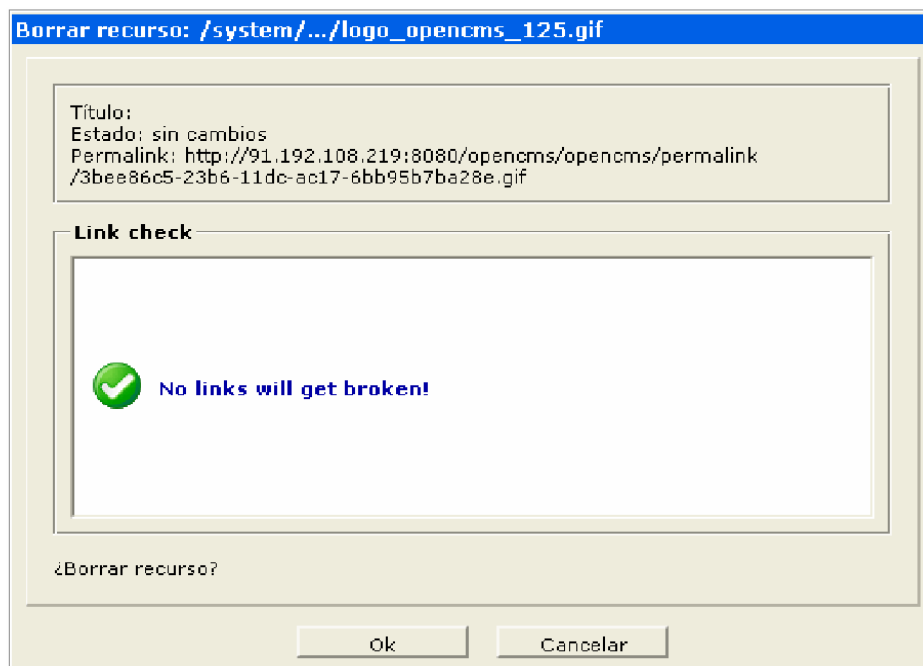 Borrar recurso: /system/.../logo_opencms_125.gif
Título:
Estado: sin cambios
Permalink: http://91.192.108.219:8080/opencms/opencms/permalink
/3bee86c5-23b6-11dc-ac17-6bb95b7ba28e.gif
Link check
No links will get broken!
¿Borrar recurso?
Ok
Cancelar